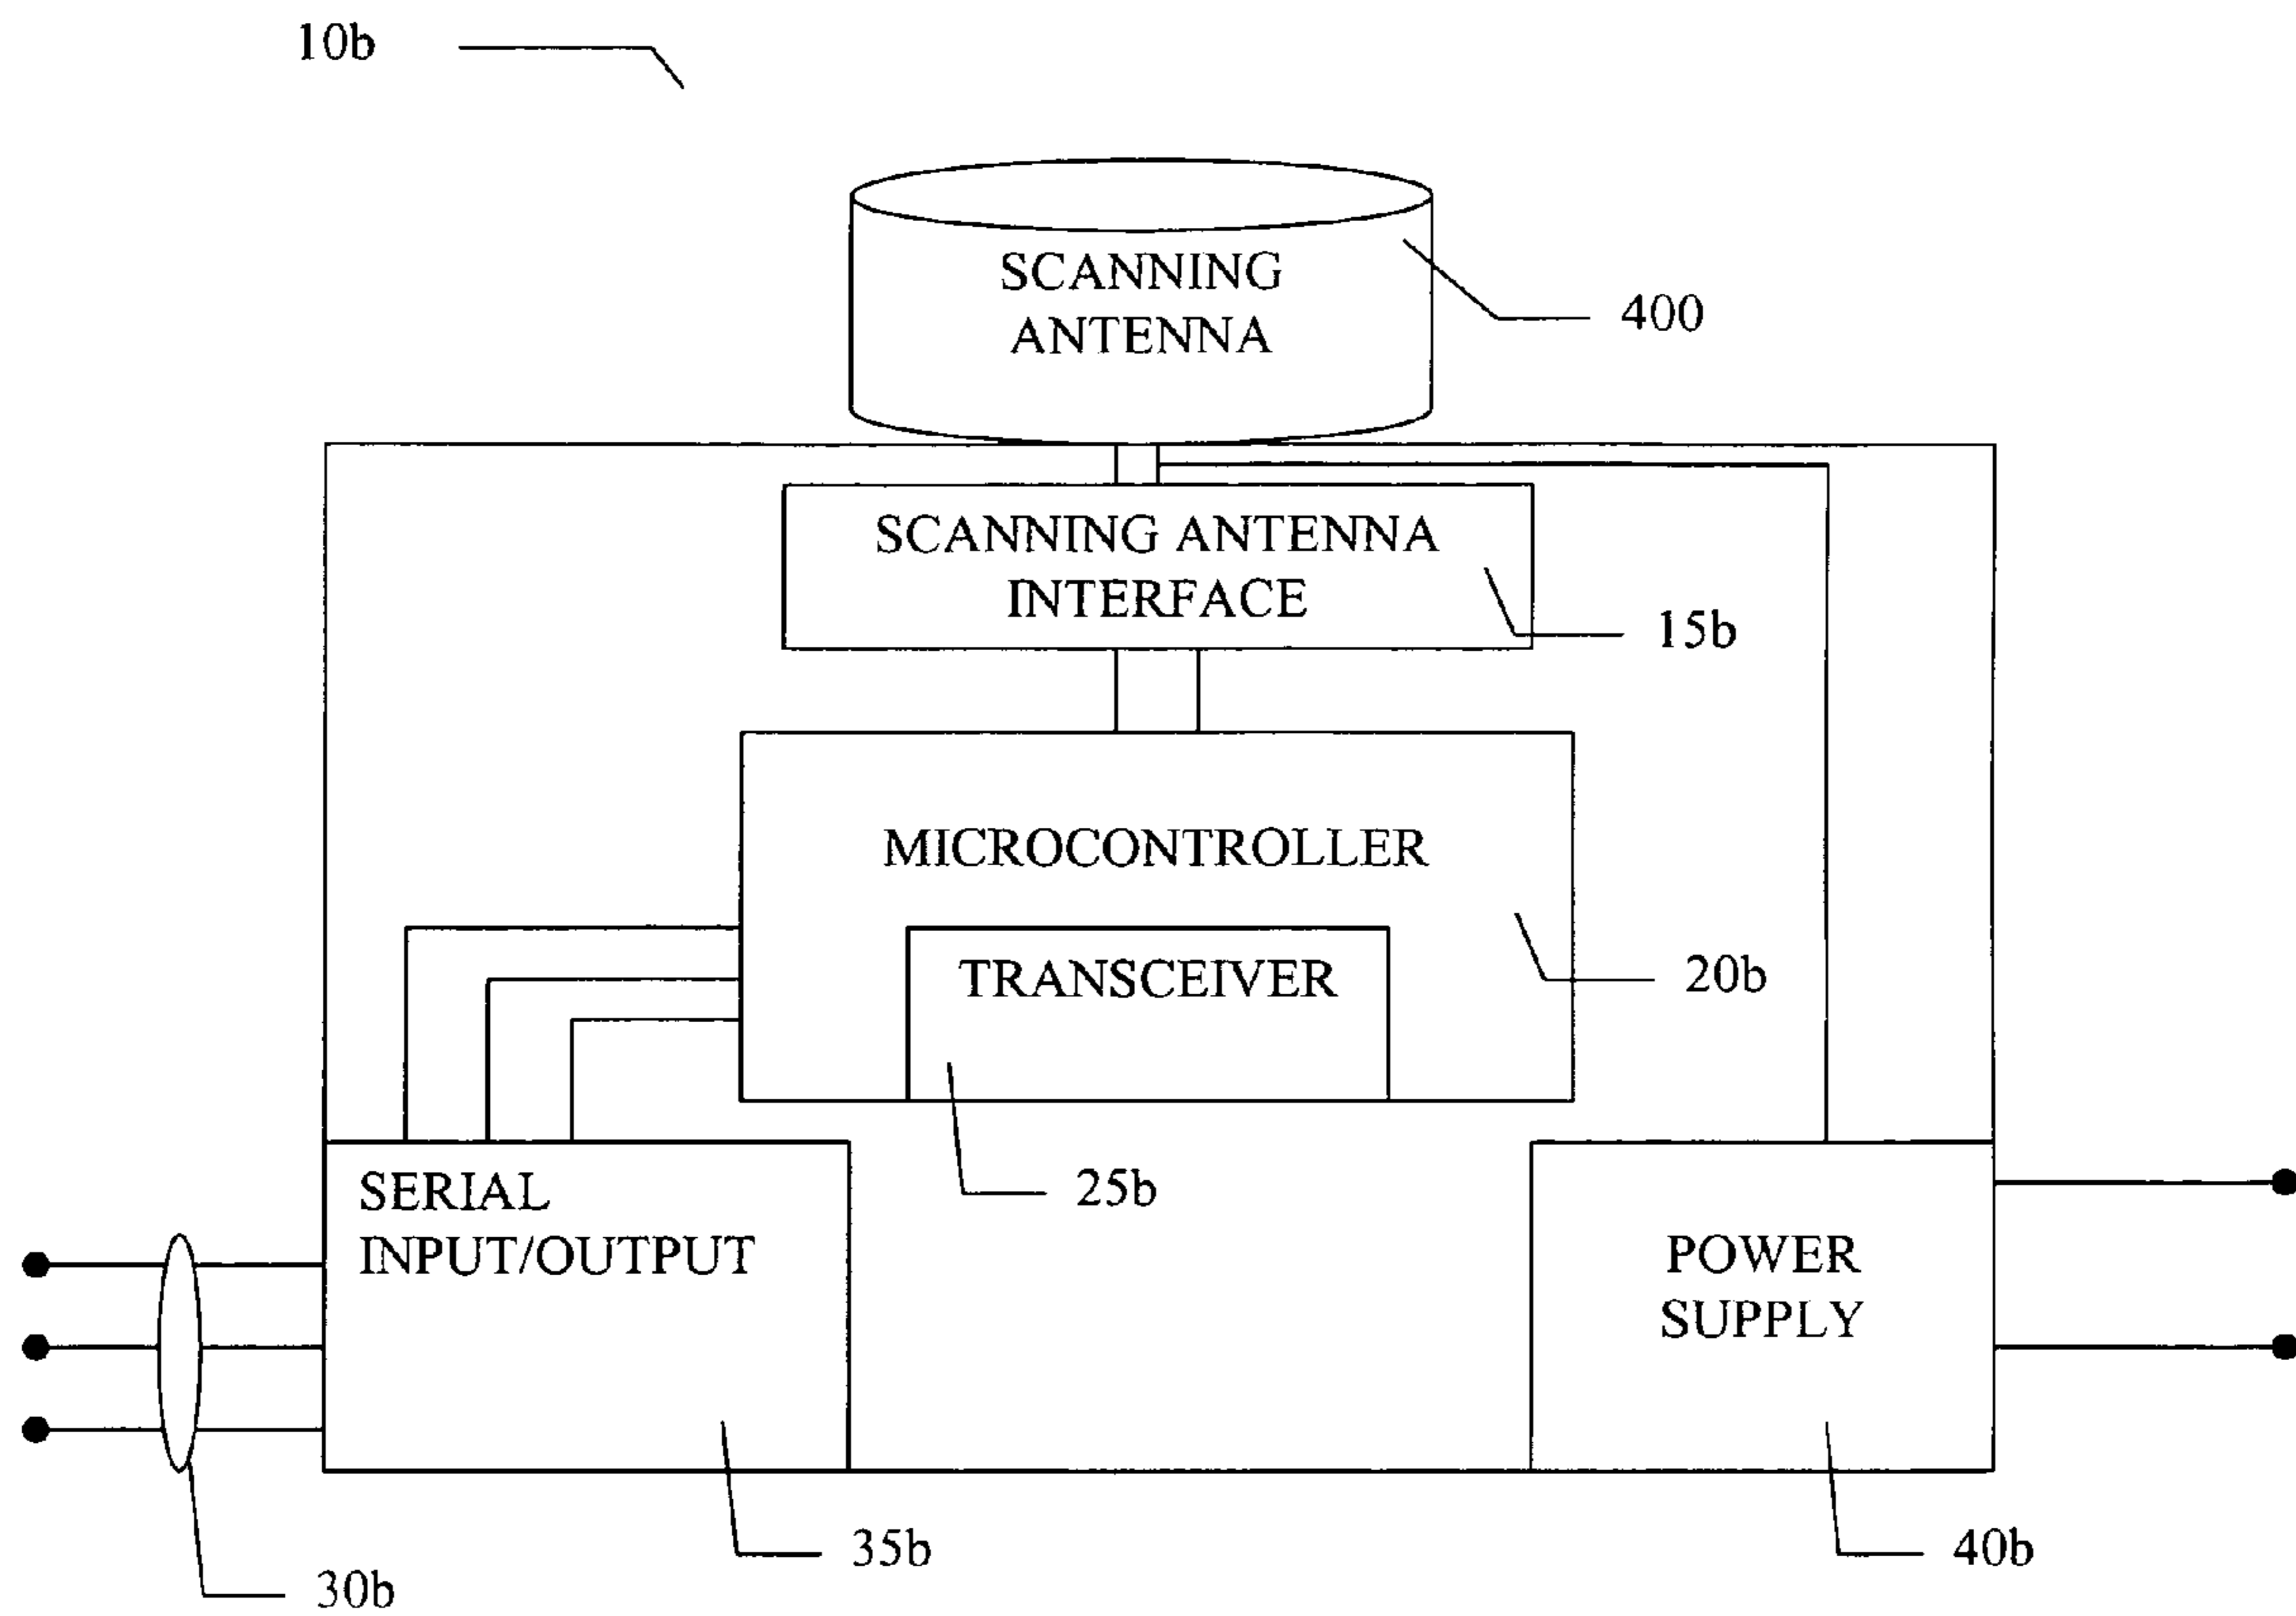 10b
SCANNING
ANTENNA
400
SCANNING ANTENNA
INTERFACE
15b
MICROCONTROLLER
TRANSCEIVER
20b
SERIAL
INPUT/OUTPUT
25b
POWER
SUPPLY
35b
40b
30b